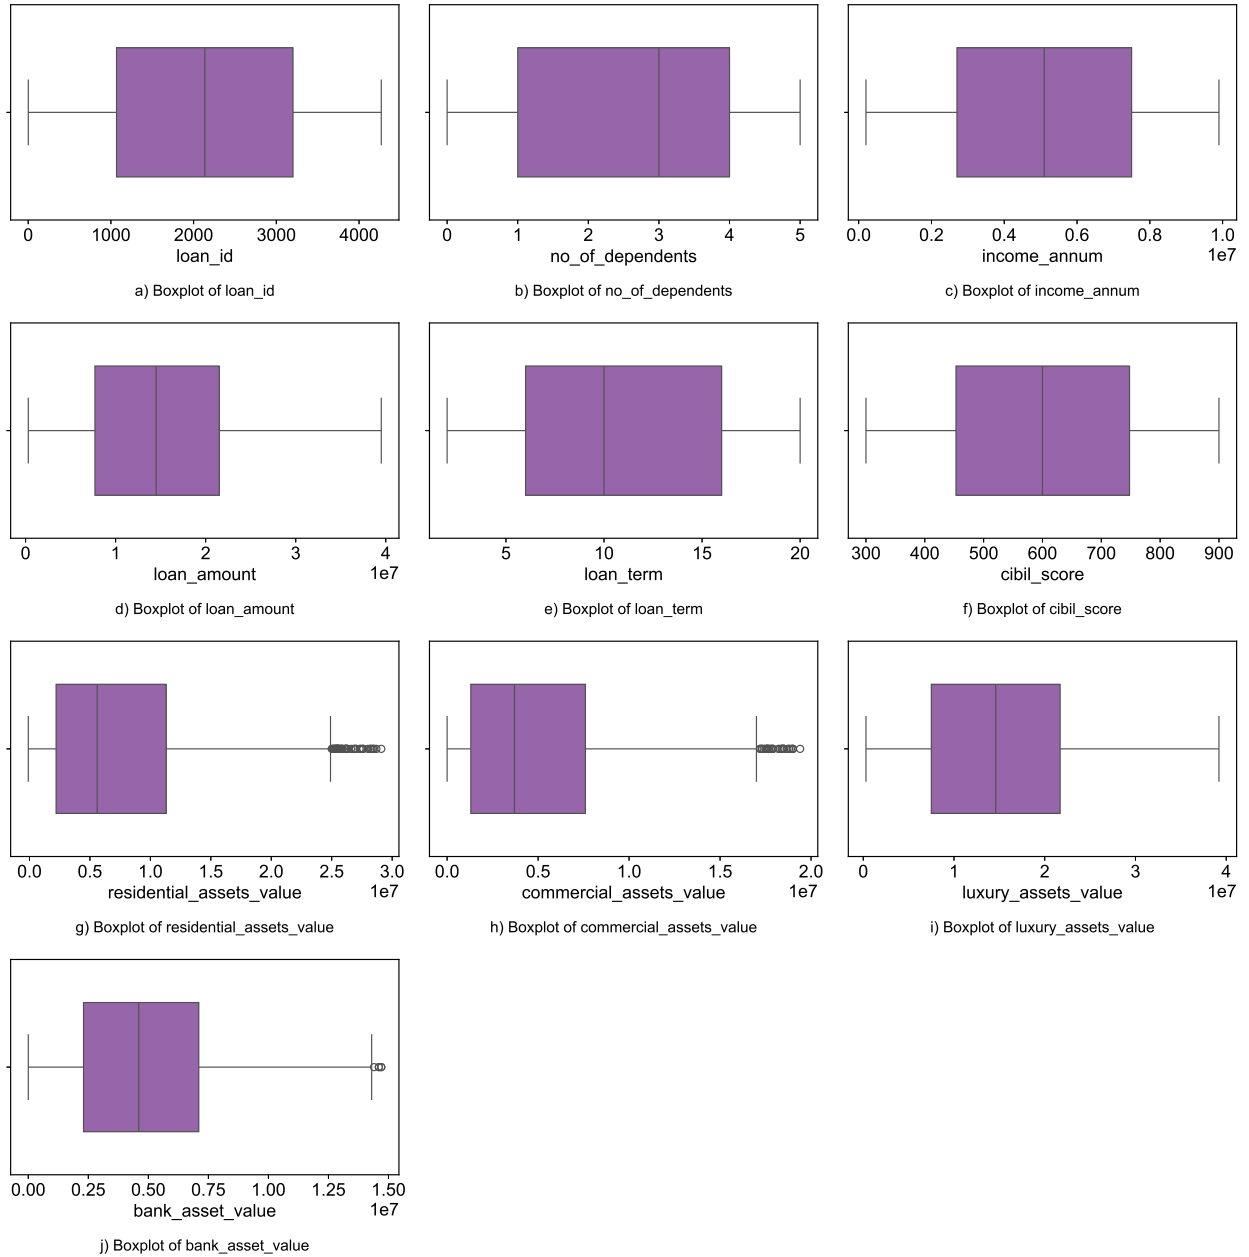 0 1000 2000 3000 4000
loan_id
a) Boxplot of loan_id
0 1 2 3 4 5
no_of_dependents
b) Boxplot of no_of_dependents
0.0 0.2 0.4 0.6 0.8 1.0
1e7
income_annum
c) Boxplot of income_annum
0 1 2 3 4
1e7
loan_amount
d) Boxplot of loan_amount
5 10 15 20
loan_term
e) Boxplot of loan_term
300 400 500 600 700 800 900
cibil_score
f) Boxplot of cibil_score
0.0 0.5 1.0 1.5 2.0 2.5 3.0
1e7
residential_assets_value
g) Boxplot of residential_assets_value
0.0 0.5 1.0 1.5 2.0
1e7
commercial_assets_value
h) Boxplot of commercial_assets_value
0 1 2 3 4
1e7
luxury_assets_value
i) Boxplot of luxury_assets_value
0.00 0.25 0.50 0.75 1.00 1.25 1.50
1e7
bank_asset_value
j) Boxplot of bank_asset_value